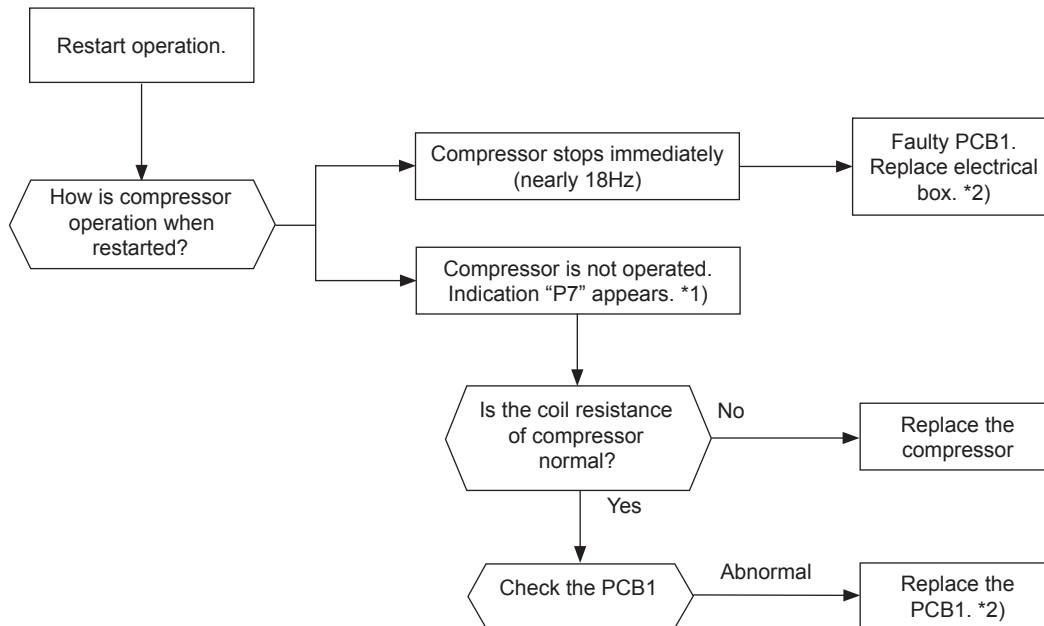 Restart operation.
How is compressor
operation when
restarted?
Compressor stops immediately
(nearly 18Hz)
Faulty PCB1.
Replace electrical
box. *2)
Compressor is not operated.
Indication “P7” appears. *1)
Is the coil resistance
of compressor
normal?
No
Replace the
compressor
Yes
Check the PCB1
Abnormal
Replace the
PCB1. *2)